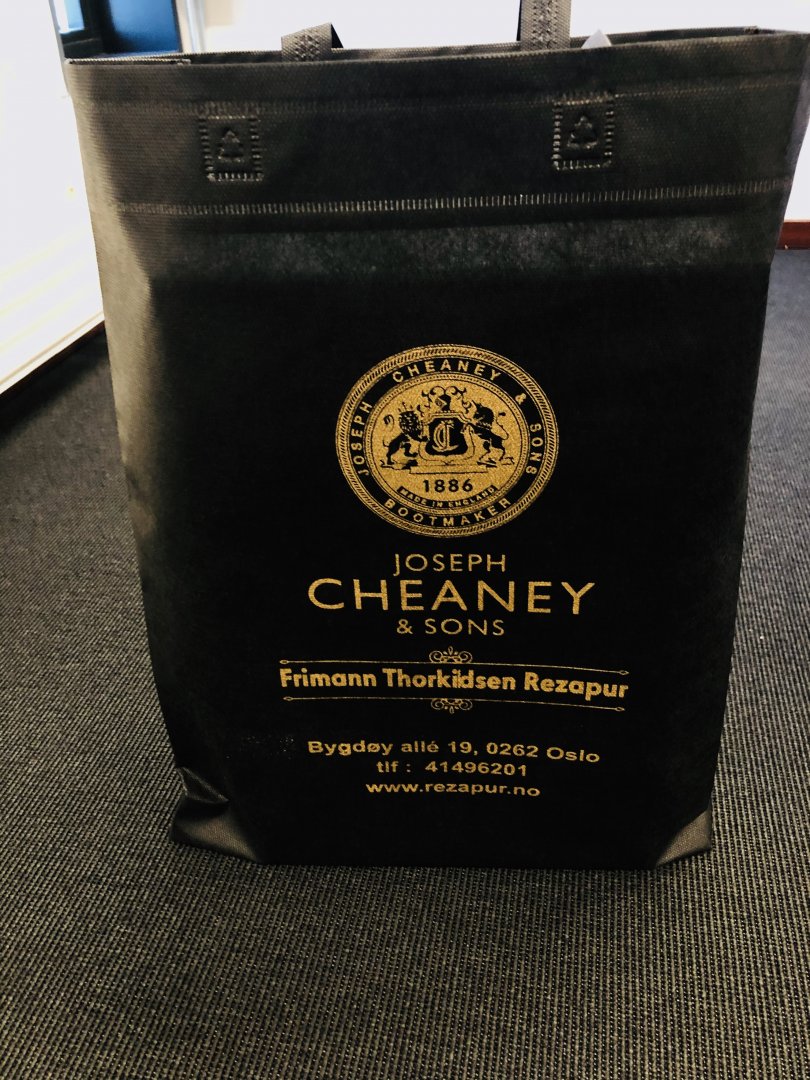 JOSEPH CHEANEY & SONS
CC
1886
MADE IN ENGLAND
BOOTMAKER
JOSEPH
CHEANEY
& SONS
Frimann Thorkildsen Rezapur
Bygdøy allé 19, 0262 Oslo
tlf : 41496201
www.rezapur.no